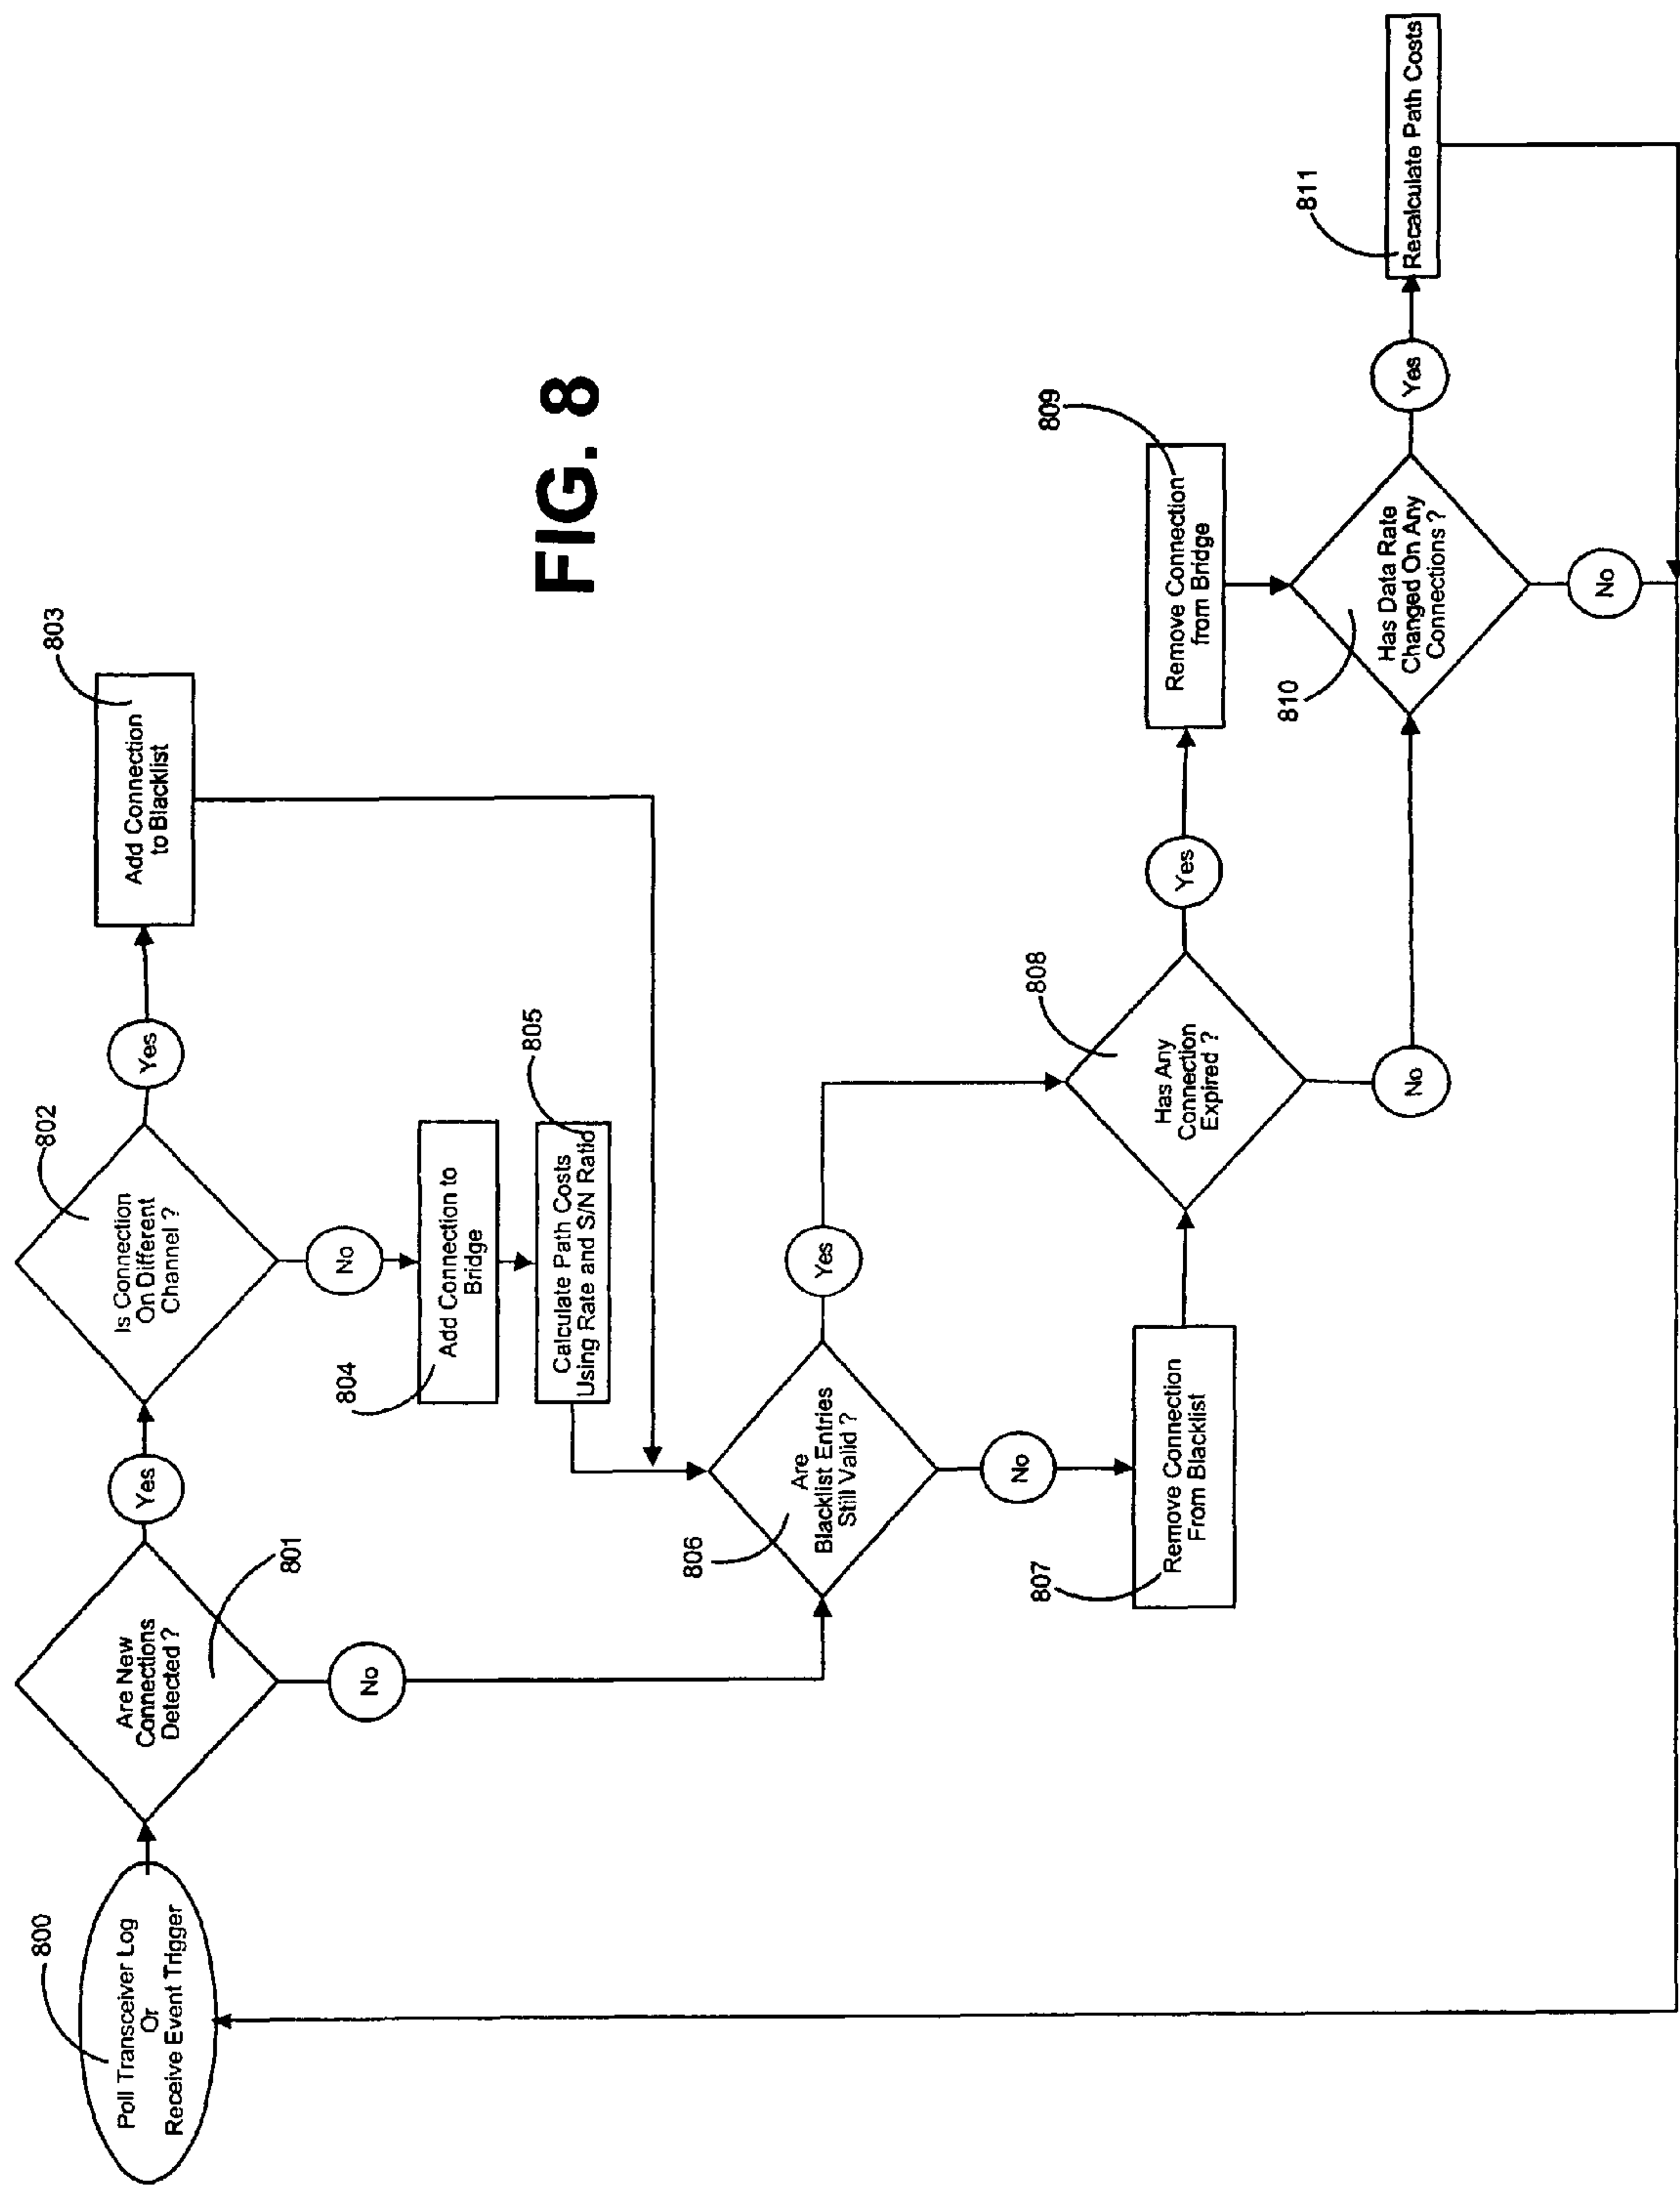 800
Poll Transceiver Log
Or
Receive Event Trigger
Are New
Connections
Detected ?
801
Yes
No
Is Connection
On Different
Channel ?
802
Yes
No
Add Connection
to Blacklist
803
804
Add Connection to
Bridge
805
Calculate Path Costs
Using Rate and S/N Ratio
FIG. 8
806
Are
Blacklist Entries
Still Valid ?
Yes
No
807
Remove Connection
From Blacklist
808
Has Any
Connection
Expired ?
Yes
No
809
Remove Connection
from Bridge
810
Has Data Rate
Changed On Any
Connections ?
Yes
No
811
Recalculate Path Costs